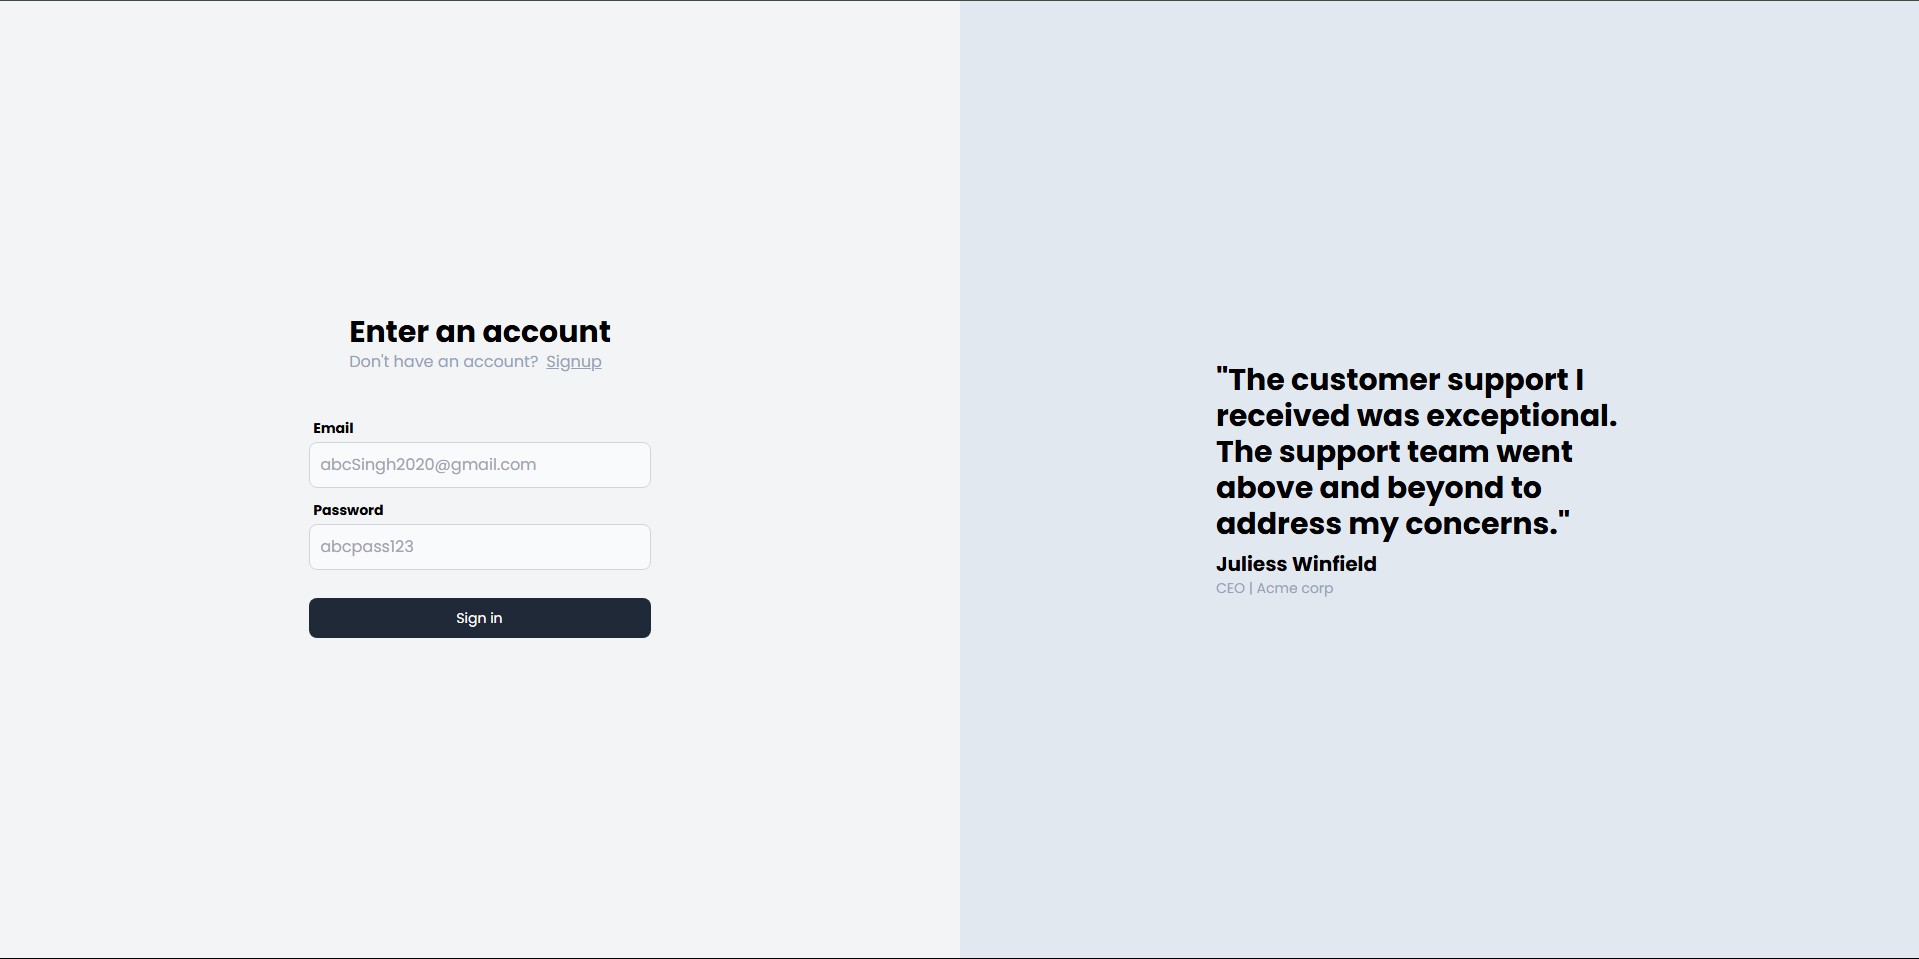 Enter an account
Don't have an account? Signup
Email
abcSingh2020@gmail.com
Password
abcpass123
Sign in
"The customer support I
received was exceptional.
The support team went
above and beyond to
address my concerns."
Juliess Winfield
CEO | Acme corp